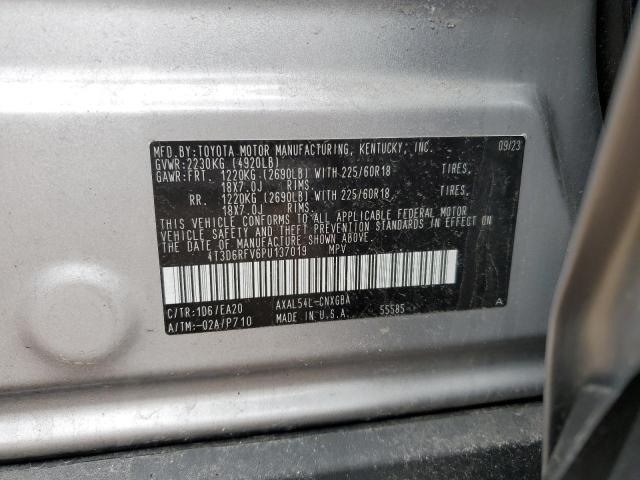 MFD.BY:TOYOTA MOTOR MANUFACTURING, KENTUCKY, INC. 09/23
GVWR:2230KG (4920LB)
GAWR:FRT. 1220KG (2690LB) WITH 225/60R18 TIRES,
18X7.0J RIMS.
RR. 1220KG (2690LB) WITH 225/60R18 TIRES,
18X7.0J RIMS.
THIS VEHICLE CONFORMS TO ALL APPLICABLE FEDERAL MOTOR
VEHICLE SAFETY AND THEFT PREVENTION STANDARDS IN EFFECT ON
THE DATE OF MANUFACTURE SHOWN ABOVE.
4T3D6RFV6PU137019 MPV
C/TR:1D6/EA20 AXAL54L-CNXGBA A
A/TM:-02A/P710 MADE IN U.S.A. 55585